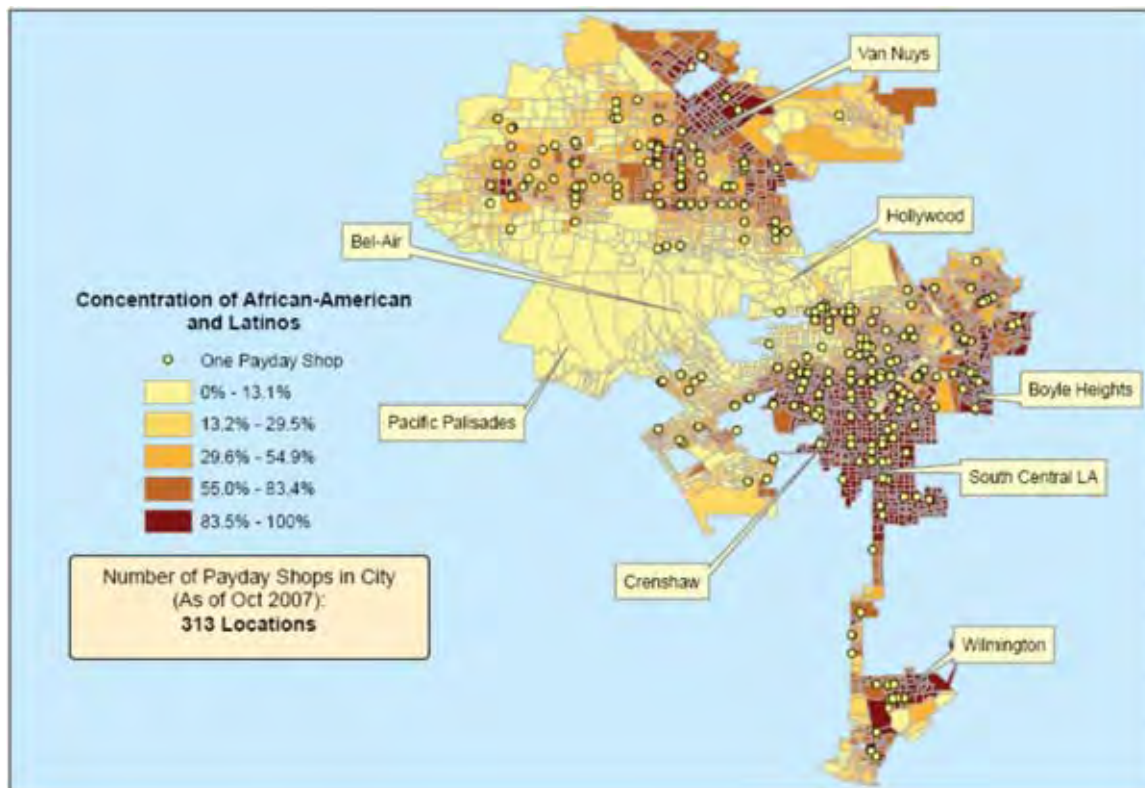 Van Nuys
Hollywood
Bel-Air
Concentration of African-American
and Latinos
One Payday Shop
0% - 13.1%
13.2% - 29.5%
29.6% - 54.9%
55.0% - 83.4%
83.5% - 100%
Boyle Heights
Pacific Palisades
South Central LA
Crenshaw
Number of Payday Shops in City
(As of Oct 2007):
313 Locations
Wilmington